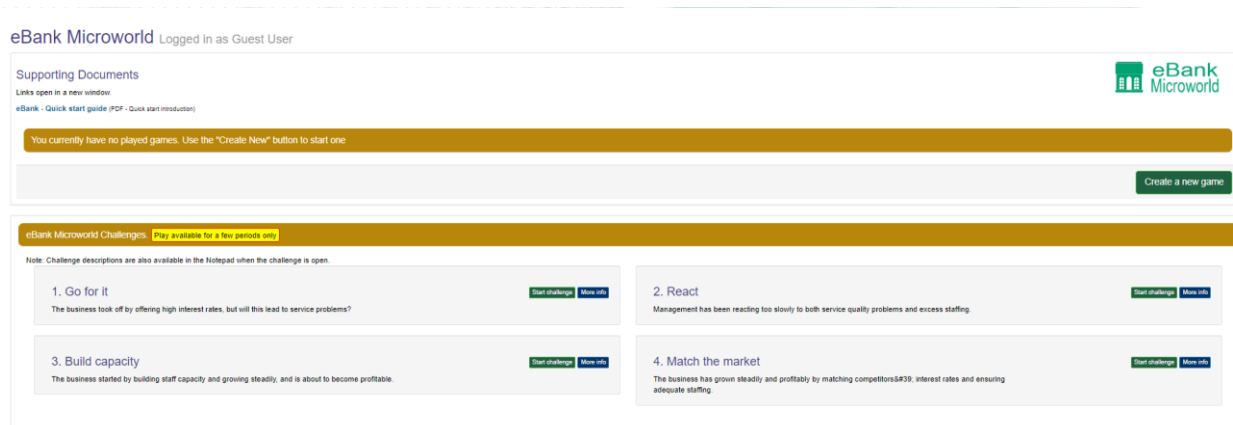 eBank Microworld Logged in as Guest User
Supporting Documents
Links open in a new window.
eBank - Quick start guide (PDF - Quick start introduction)
eBank
Microworld
You currently have no played games. Use the "Create New" button to start one
Create a new game
eBank Microworld Challenges. Play available for a few periods only
Note: Challenge descriptions are also available in the Notepad when the challenge is open.
1. Go for it
Start challenge More info
The business took off by offering high interest rates, but will this lead to service problems?
2. React
Start challenge More info
Management has been reacting too slowly to both service quality problems and excess staffing.
3. Build capacity
Start challenge More info
The business started by building staff capacity and growing steadily, and is about to become profitable.
4. Match the market
Start challenge More info
The business has grown steadily and profitably by matching competitors&#39; interest rates and ensuring
adequate staffing.